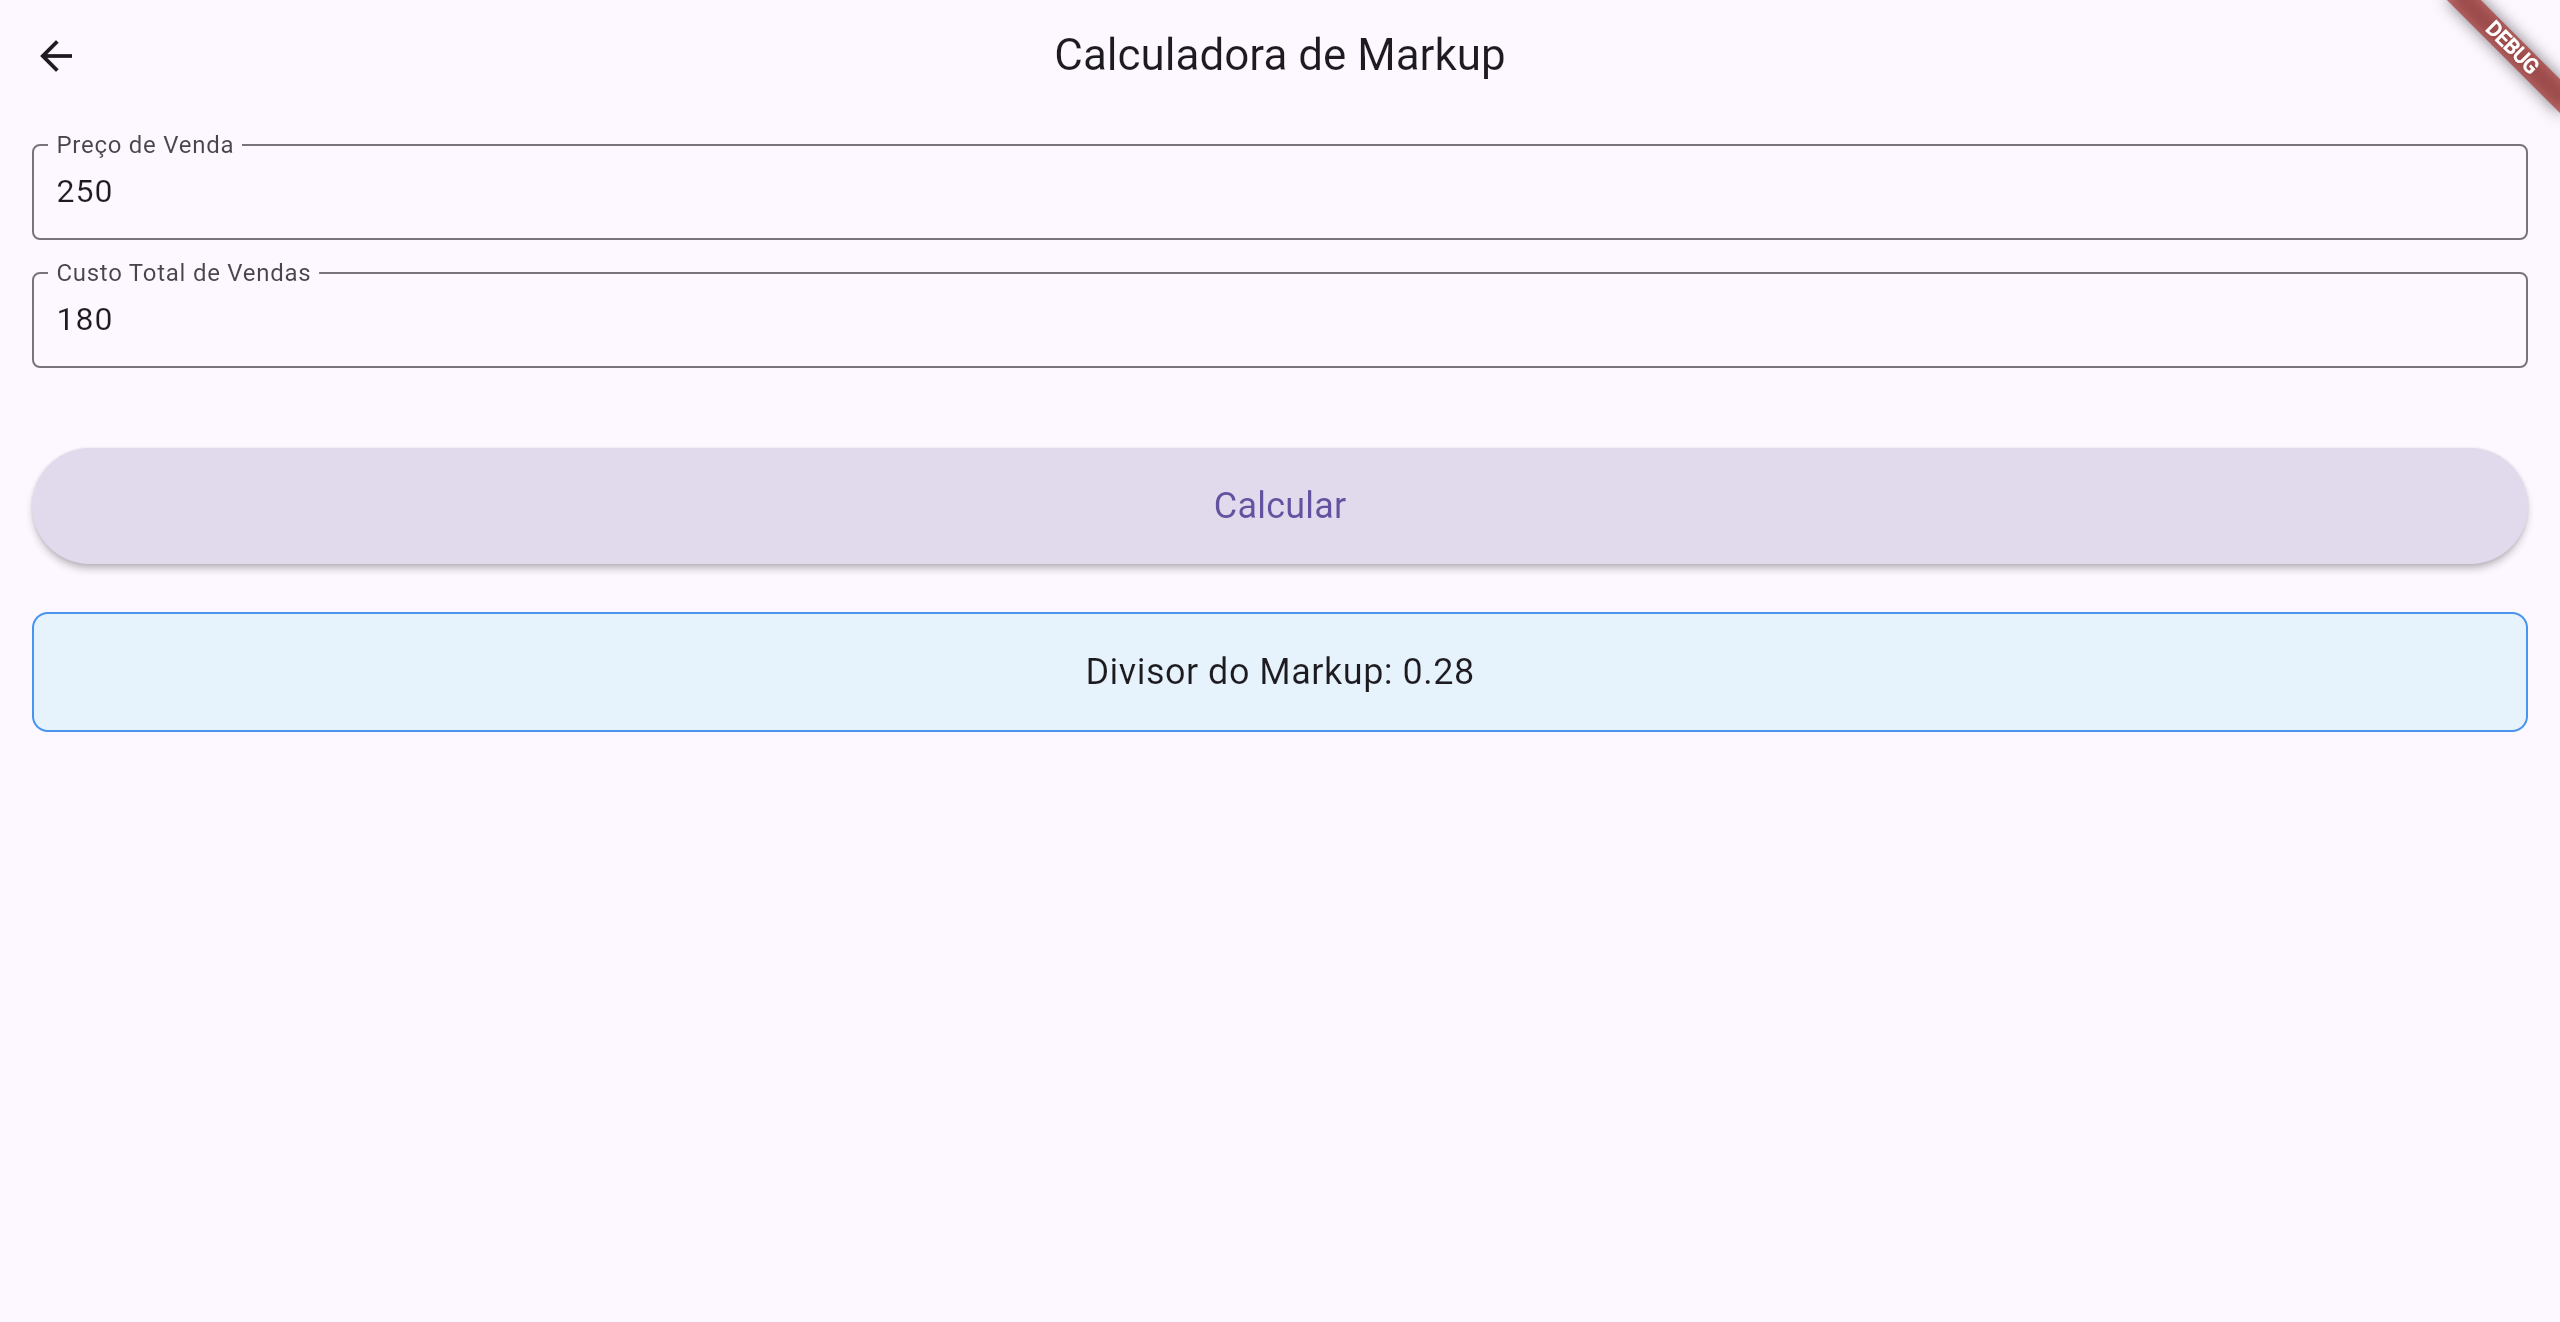 Calculadora de Markup
DEBUG
Preço de Venda
250
Custo Total de Vendas
180
Calcular
Divisor do Markup: 0.28